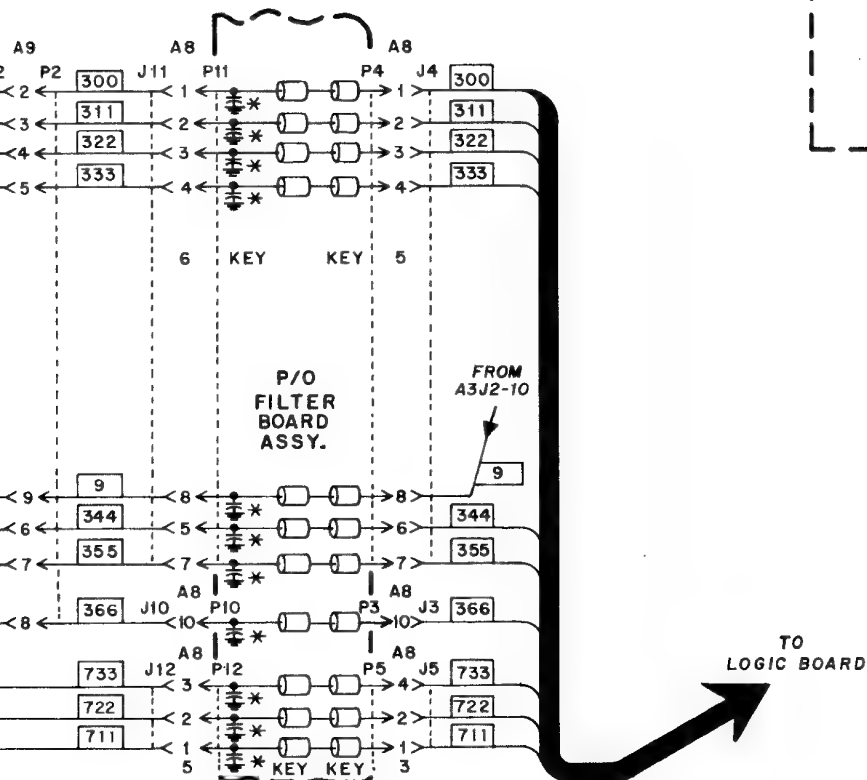 A9 A8 A8
2 P2 J11 P11 P4 J4
2 300 1 * 1 300
3 311 2 * 2 311
4 322 3 * 3 322
5 333 4 * 4 333
6 KEY KEY 5
P/O
FILTER
BOARD
ASSY.
FROM
A3J2-10
9
9 9 8 * 8
6 344 5 * 6 344
7 355 7 * 7 355
A8 A8
J10 P10 P3 J3
8 366 10 * 10 366
A8 A8
J12 P12 P5 J5
733 3 * 4 733
722 2 * 2 722
711 1 * 1 711
5 KEY KEY 3
TO
LOGIC BOARD